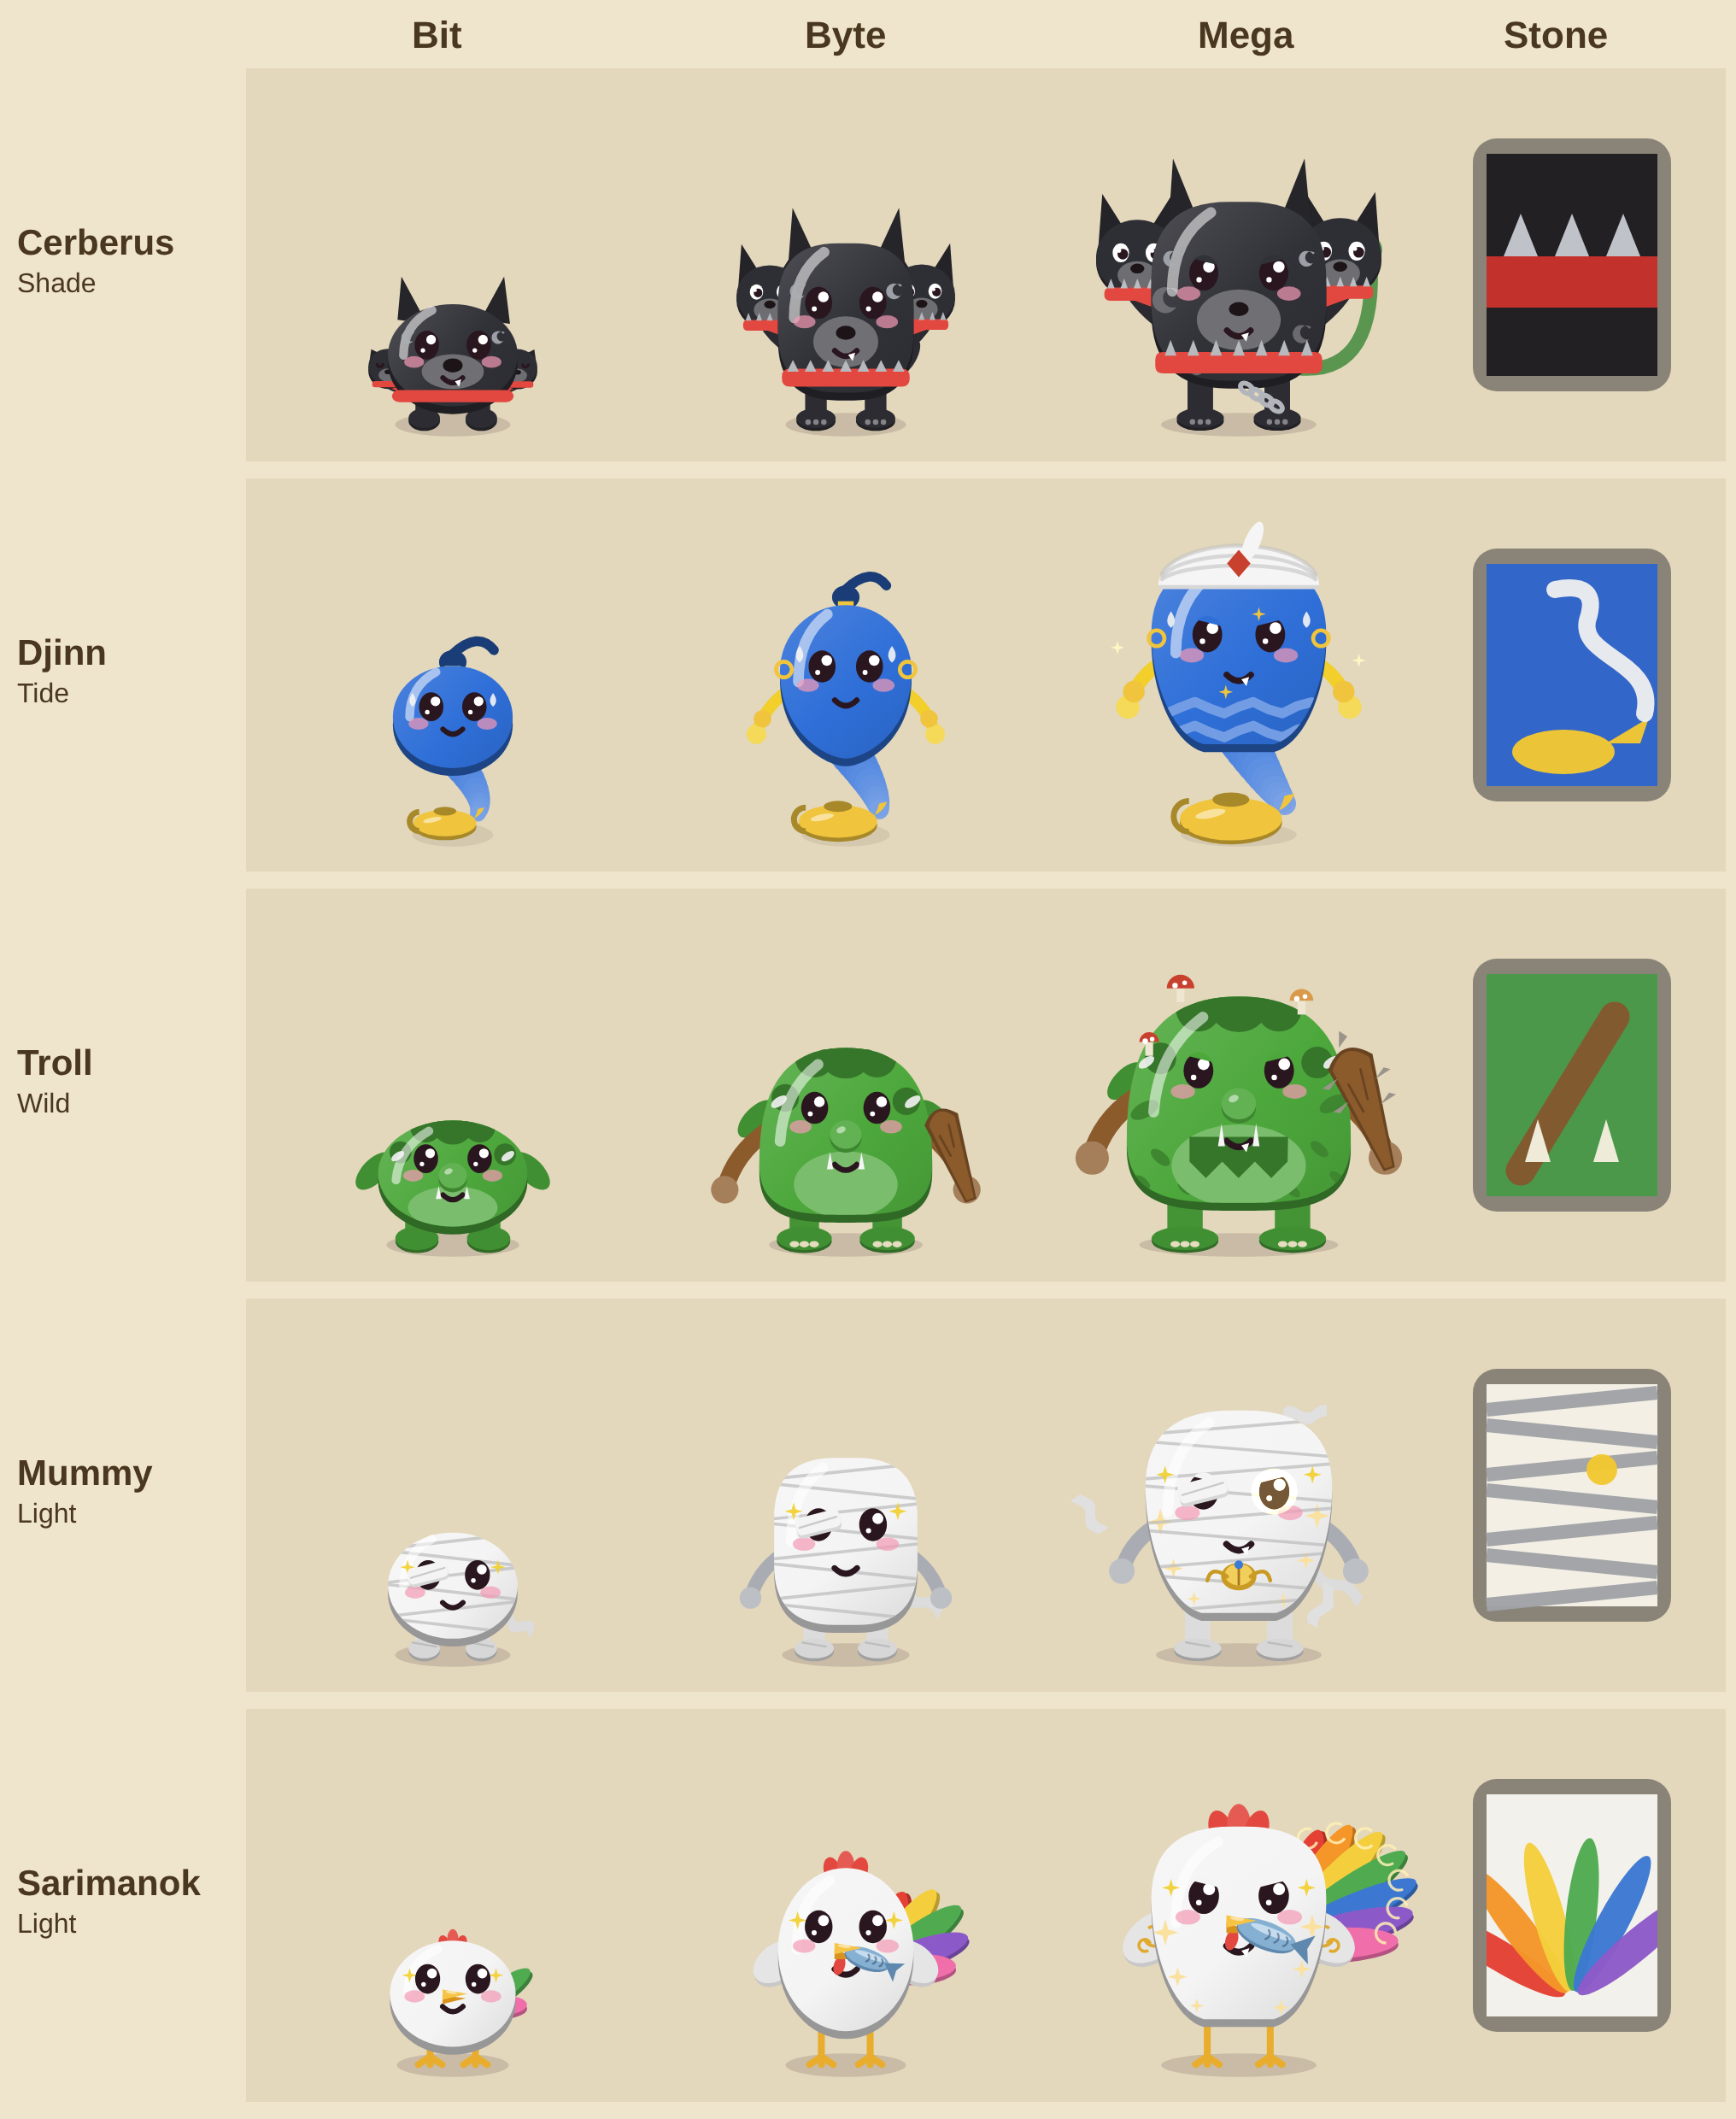 Bit Byte Mega Stone
Cerberus
Shade
Djinn
Tide
Troll
Wild
Mummy
Light
Sarimanok
Light